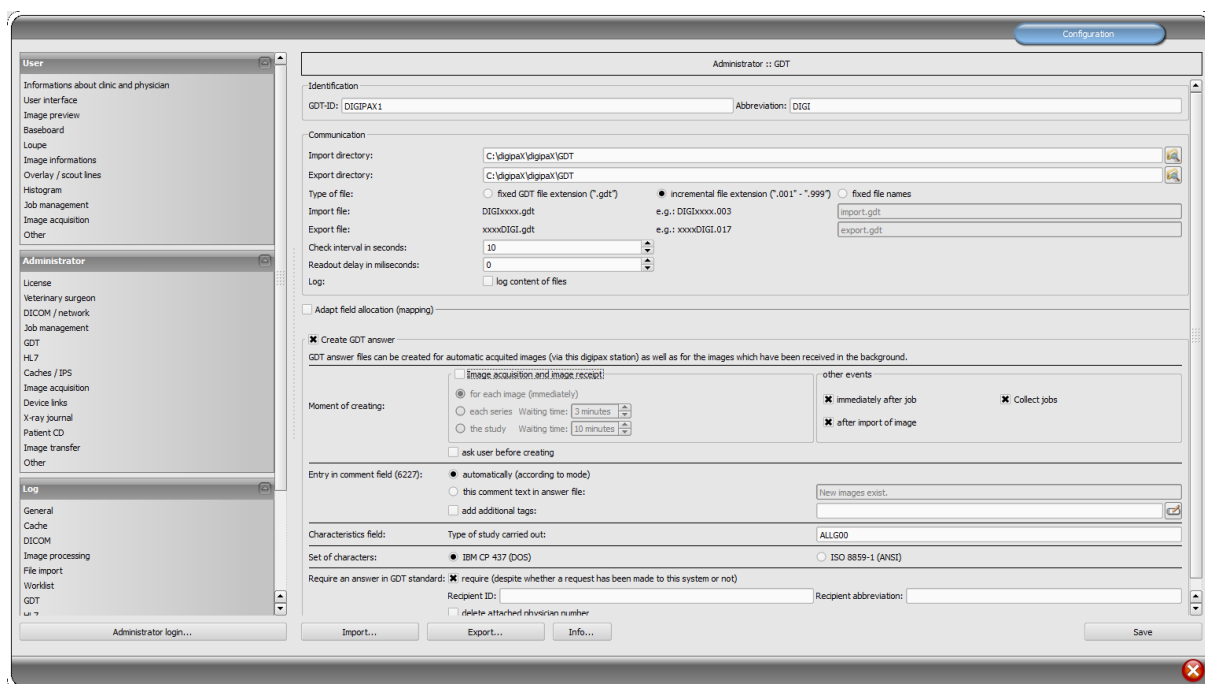 Configuration
User
Informations about clinic and physician
User interface
Image preview
Baseboard
Loupe
Image informations
Overlay / scout lines
Histogram
Job management
Image acquisition
Other
Administrator
License
Veterinary surgeon
DICOM / network
Job management
GDT
HL7
Caches / IPS
Image acquisition
Device links
X-ray journal
Patient CD
Image transfer
Other
Log
General
Cache
DICOM
Image processing
File import
Worklist
GDT
HL7
Administrator login...
Administrator :: GDT
Identification
GDT-ID: DIGIPAX1 Abbreviation: DIGI
Communication
Import directory: C:\digipaX\digipaX\GDT
Export directory: C:\digipaX\digipaX\GDT
Type of file: fixed GDT file extension (".gdt") incremental file extension (".001" - ".999") fixed file names
Import file: DIGIxxxx.gdt e.g.: DIGIxxxx.003 import.gdt
Export file: xxxxDIGI.gdt e.g.: xxxxDIGI.017 export.gdt
Check interval in seconds: 10
Readout delay in miliseconds: 0
Log: log content of files
Adapt field allocation (mapping)
Create GDT answer
GDT answer files can be created for automatic acquited images (via this digipax station) as well as for the images which have been received in the background.
Image acquisition and image receipt other events
for each image (immediately) immediately after job Collect jobs
Moment of creating: each series Waiting time: 3 minutes
the study Waiting time: 10 minutes after import of image
ask user before creating
Entry in comment field (6227): automatically (according to mode)
this comment text in answer file: New images exist.
add additional tags:
Characteristics field: Type of study carried out: ALLG00
Set of characters: IBM CP 437 (DOS) ISO 8859-1 (ANSI)
Require an answer in GDT standard: require (despite whether a request has been made to this system or not)
Recipient ID: Recipient abbreviation:
delete attached physician number
Import... Export... Info... Save